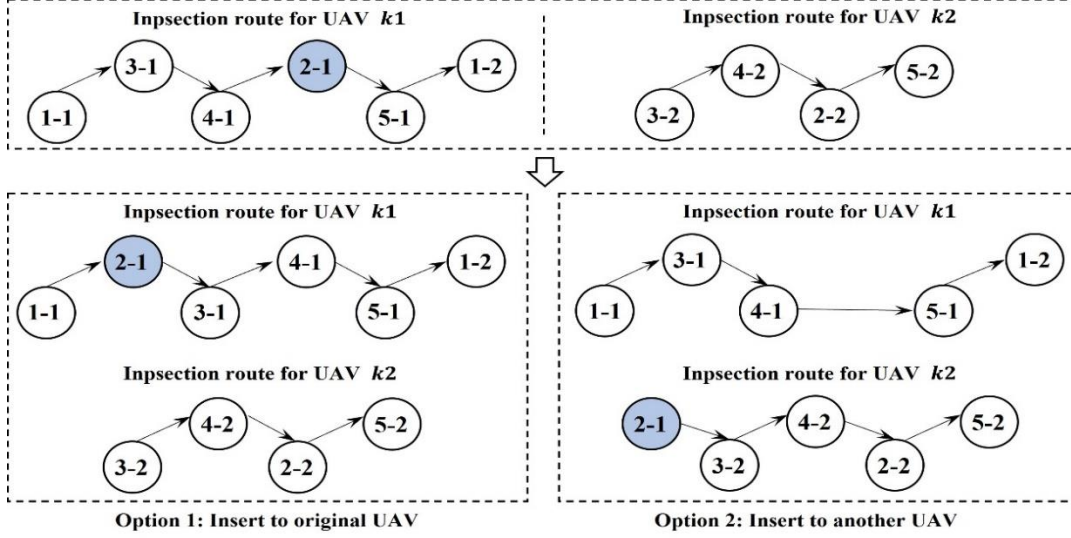 Inpsection route for UAV k1
1-1 3-1 4-1 2-1 5-1 1-2
Inpsection route for UAV k2
3-2 4-2 2-2 5-2
Inpsection route for UAV k1
1-1 2-1 3-1 4-1 5-1 1-2
Inpsection route for UAV k2
3-2 4-2 2-2 5-2
Option 1: Insert to original UAV
Inpsection route for UAV k1
1-1 3-1 4-1 5-1 1-2
Inpsection route for UAV k2
2-1 3-2 4-2 2-2 5-2
Option 2: Insert to another UAV